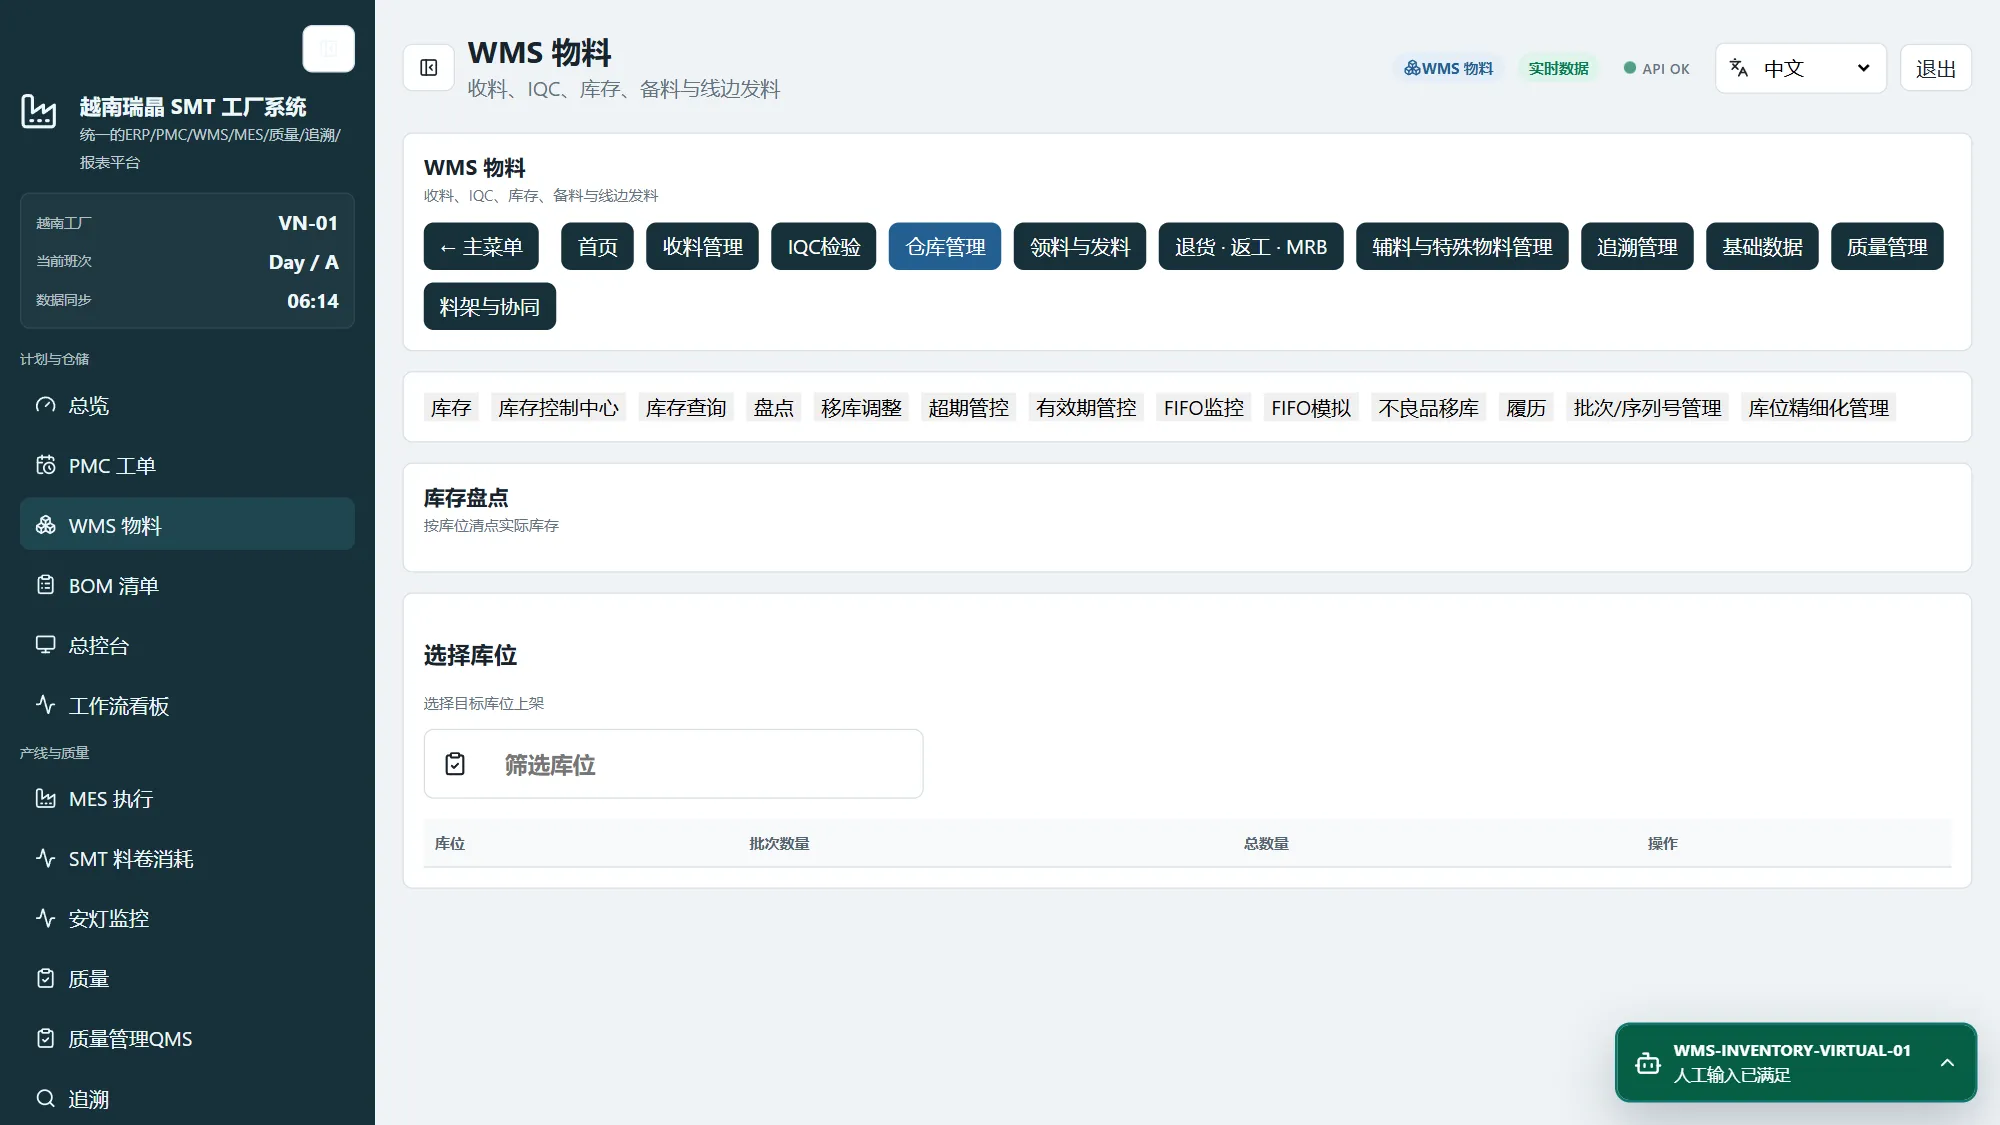 越南瑞晶 SMT 工厂系统
统一的ERP/PMC/WMS/MES/质量/追溯/
报表平台
越南工厂 VN-01
当前班次 Day / A
数据同步 06:14
计划与仓储
总览
PMC 工单
WMS 物料
BOM 清单
总控台
工作流看板
产线与质量
MES 执行
SMT 料卷消耗
安灯监控
质量
质量管理QMS
追溯
WMS 物料
收料、IQC、库存、备料与线边发料
WMS 物料 实时数据 API OK 中文 退出
WMS 物料
收料、IQC、库存、备料与线边发料
← 主菜单 首页 收料管理 IQC检验 仓库管理 领料与发料 退货 · 返工 · MRB 辅料与特殊物料管理 追溯管理 基础数据 质量管理
料架与协同
库存 库存控制中心 库存查询 盘点 移库调整 超期管控 有效期管控 FIFO监控 FIFO模拟 不良品移库 履历 批次/序列号管理 库位精细化管理
库存盘点
按库位清点实际库存
选择库位
选择目标库位上架
筛选库位
库位 批次数量 总数量 操作
WMS-INVENTORY-VIRTUAL-01
人工输入已满足